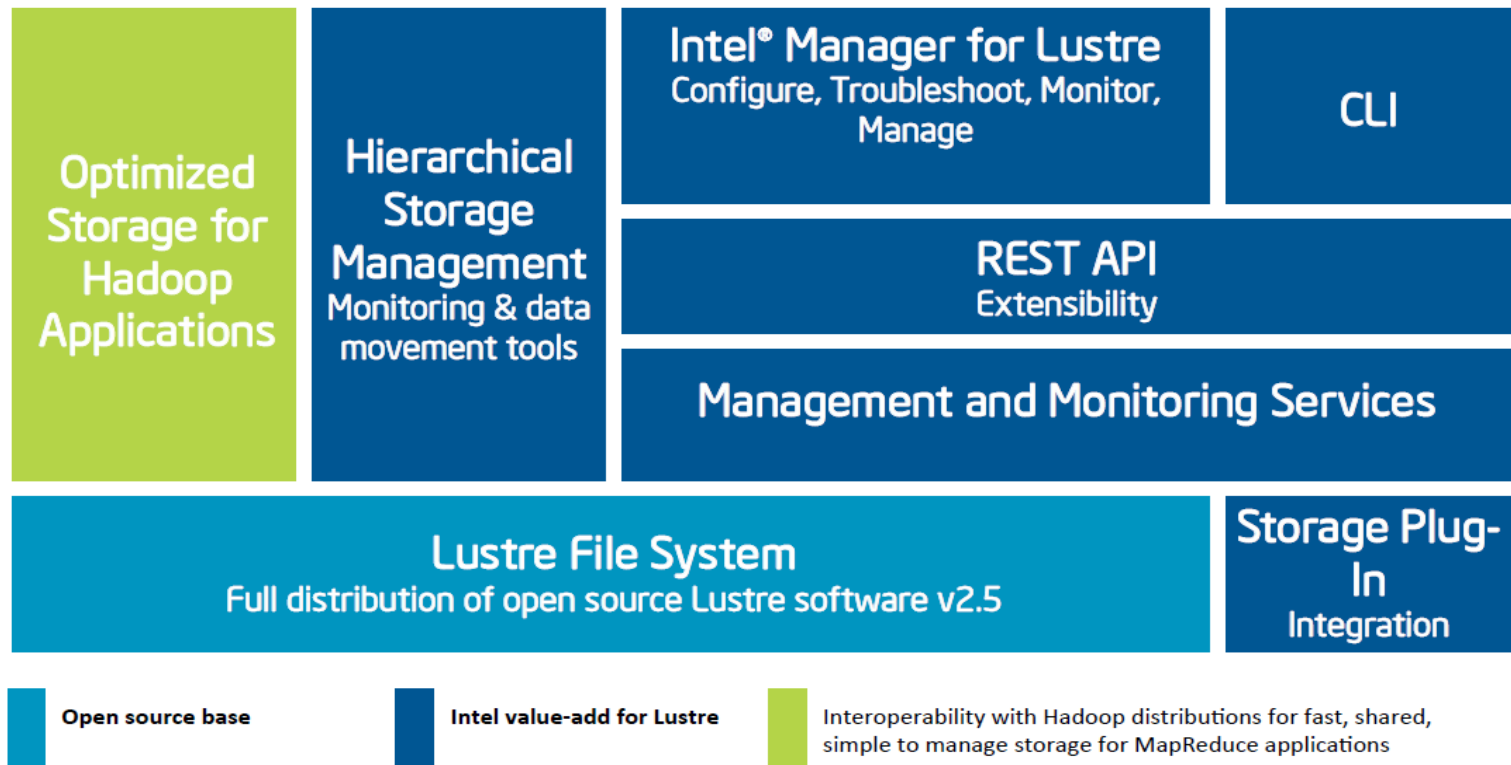 Optimized
Storage for
Hadoop
Applications
Hierarchical
Storage
Management
Monitoring & data
movement tools
Intel® Manager for Lustre
Configure, Troubleshoot, Monitor,
Manage
CLI
REST API
Extensibility
Management and Monitoring Services
Lustre File System
Full distribution of open source Lustre software v2.5
Storage Plug-
In
Integration
Open source base
Intel value-add for Lustre
Interoperability with Hadoop distributions for fast, shared,
simple to manage storage for MapReduce applications